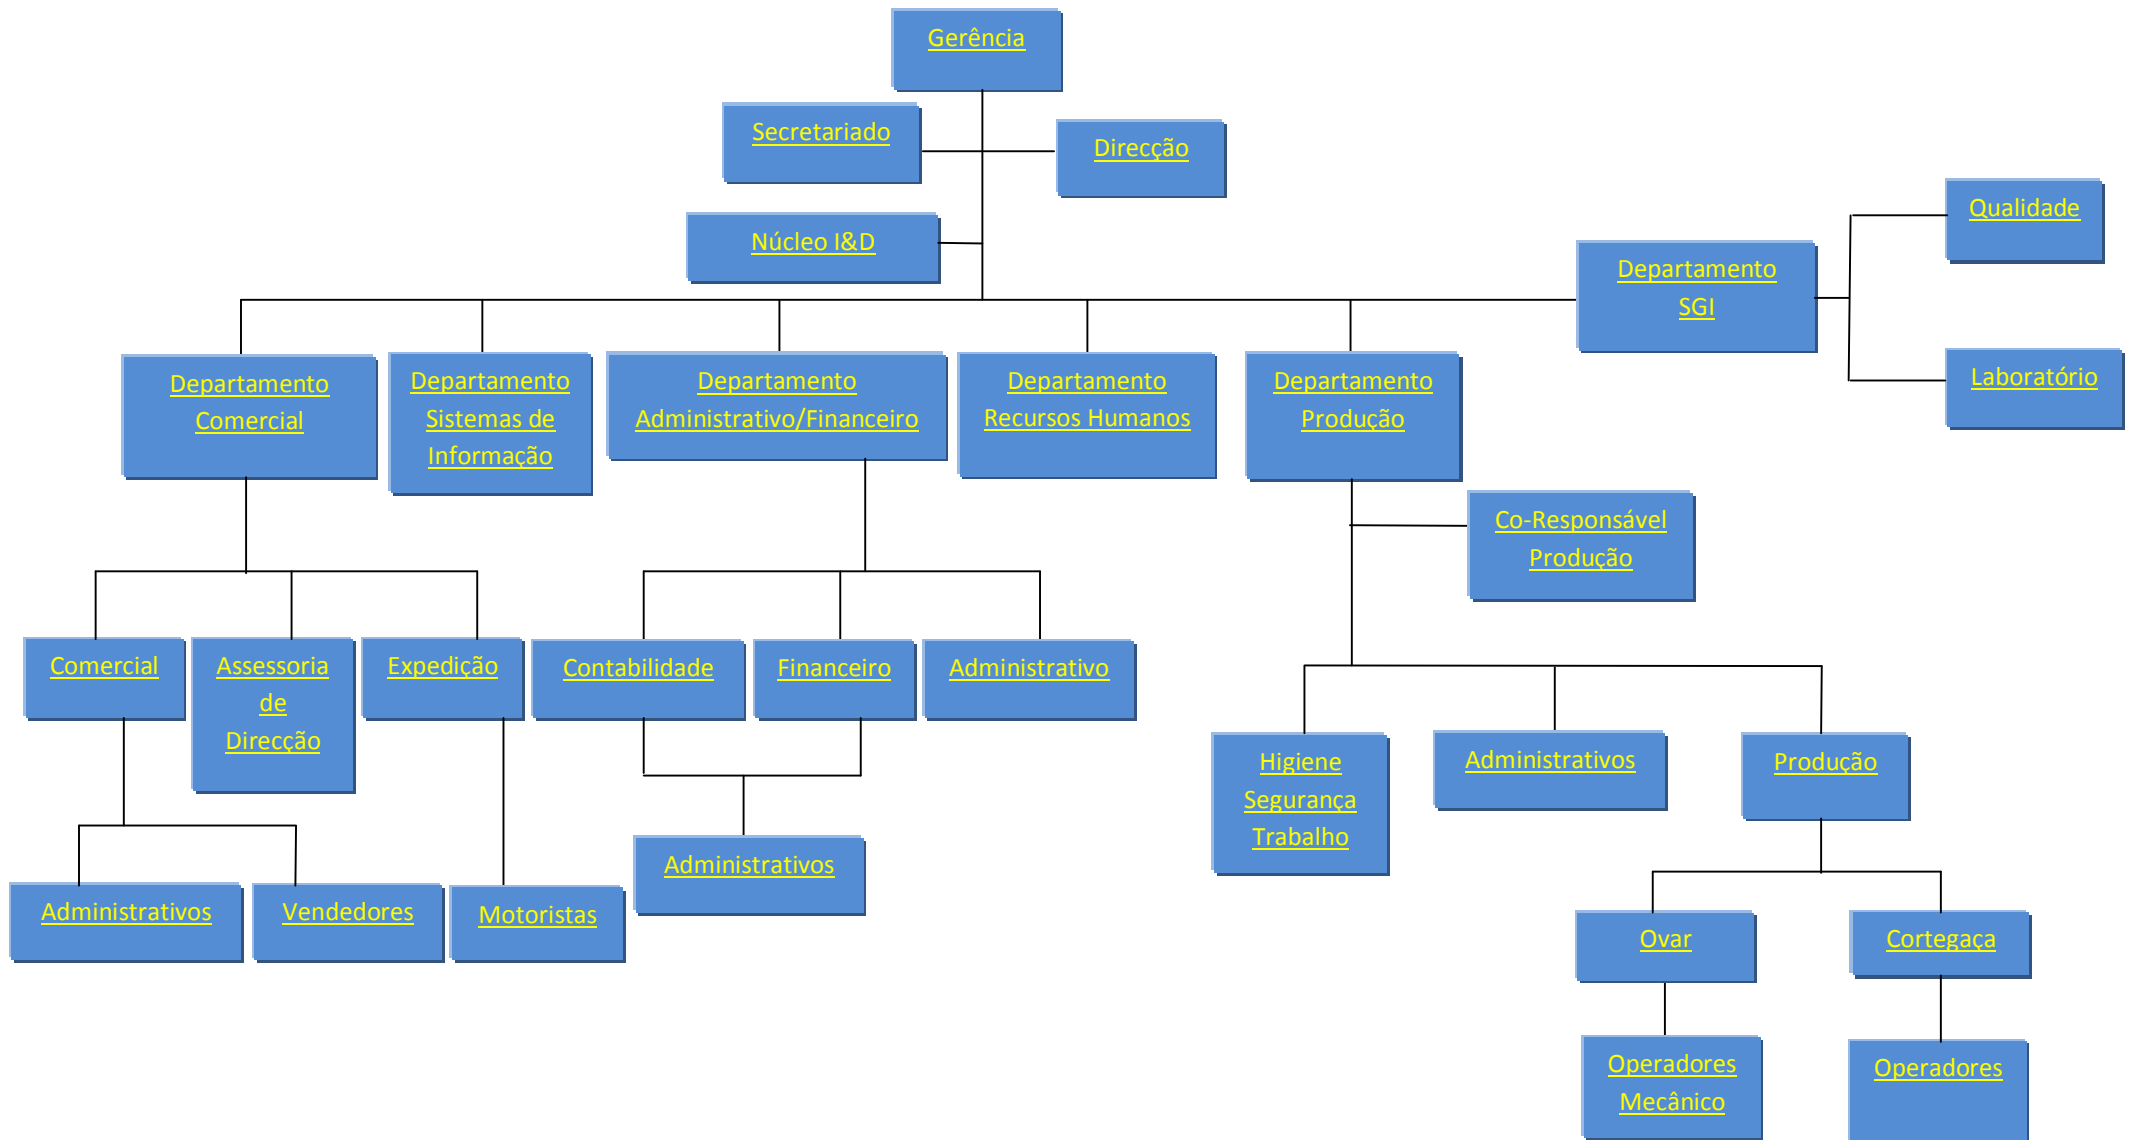 Gerência
Secretariado
Direcção
Núcleo I&D
Qualidade
Departamento
SGI
Laboratório
Departamento
Comercial
Departamento
Sistemas de
Informação
Departamento
Administrativo/Financeiro
Departamento
Recursos Humanos
Departamento
Produção
Co-Responsável
Produção
Comercial
Assessoria
de
Direcção
Expedição
Contabilidade
Financeiro
Administrativo
Higiene
Segurança
Trabalho
Administrativos
Produção
Administrativos
Vendedores
Motoristas
Administrativos
Ovar
Cortegaça
Operadores
Mecânico
Operadores